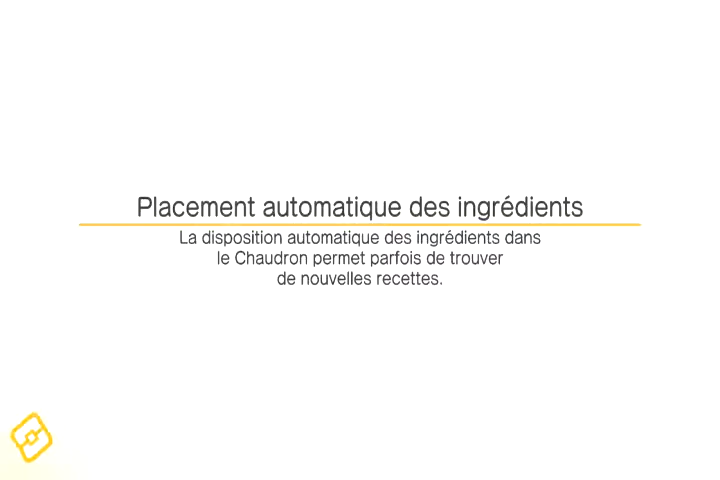 Placement automatique des ingrédients
La disposition automatique des ingrédients dans
le Chaudron permet parfois de trouver
de nouvelles recettes.